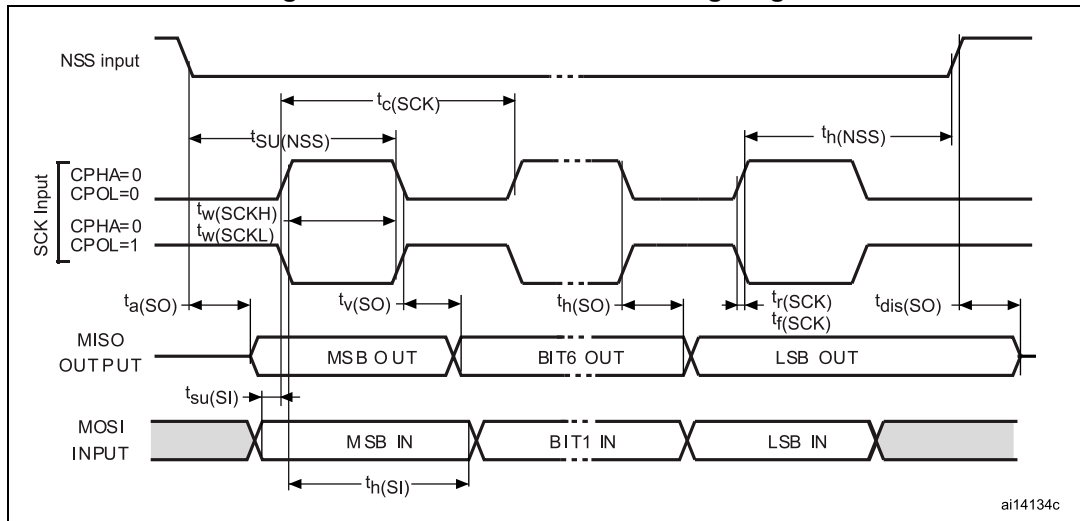 NSS input
tc(SCK)
tSU(NSS)
th(NSS)
SCK Input
CPHA=0
CPOL=0
tw(SCKH)
CPHA=0
tw(SCKL)
CPOL=1
ta(SO)
tv(SO)
th(SO)
tr(SCK)
tf(SCK)
tdis(SO)
MISO
OUTPUT
MSB OUT
BIT6 OUT
LSB OUT
tsu(SI)
MOSI
INPUT
MSB IN
BIT1 IN
LSB IN
th(SI)
ai14134c